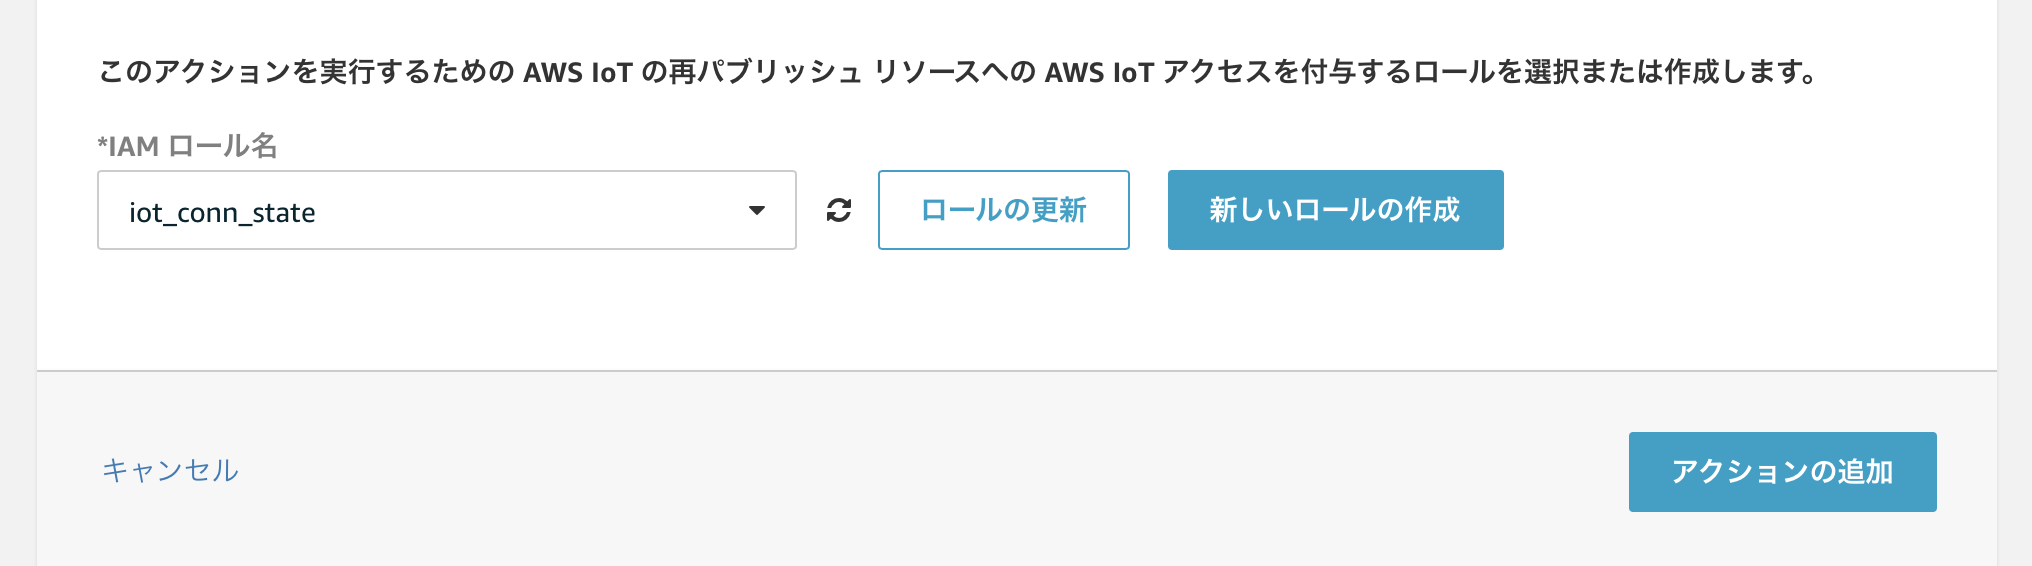 このアクションを実行するための AWS IoT の再パブリッシュ リソースへの AWS IoT アクセスを付与するロールを選択または作成します。
*IAM ロール名
iot_conn_state
ロールの更新
新しいロールの作成
キャンセル
アクションの追加